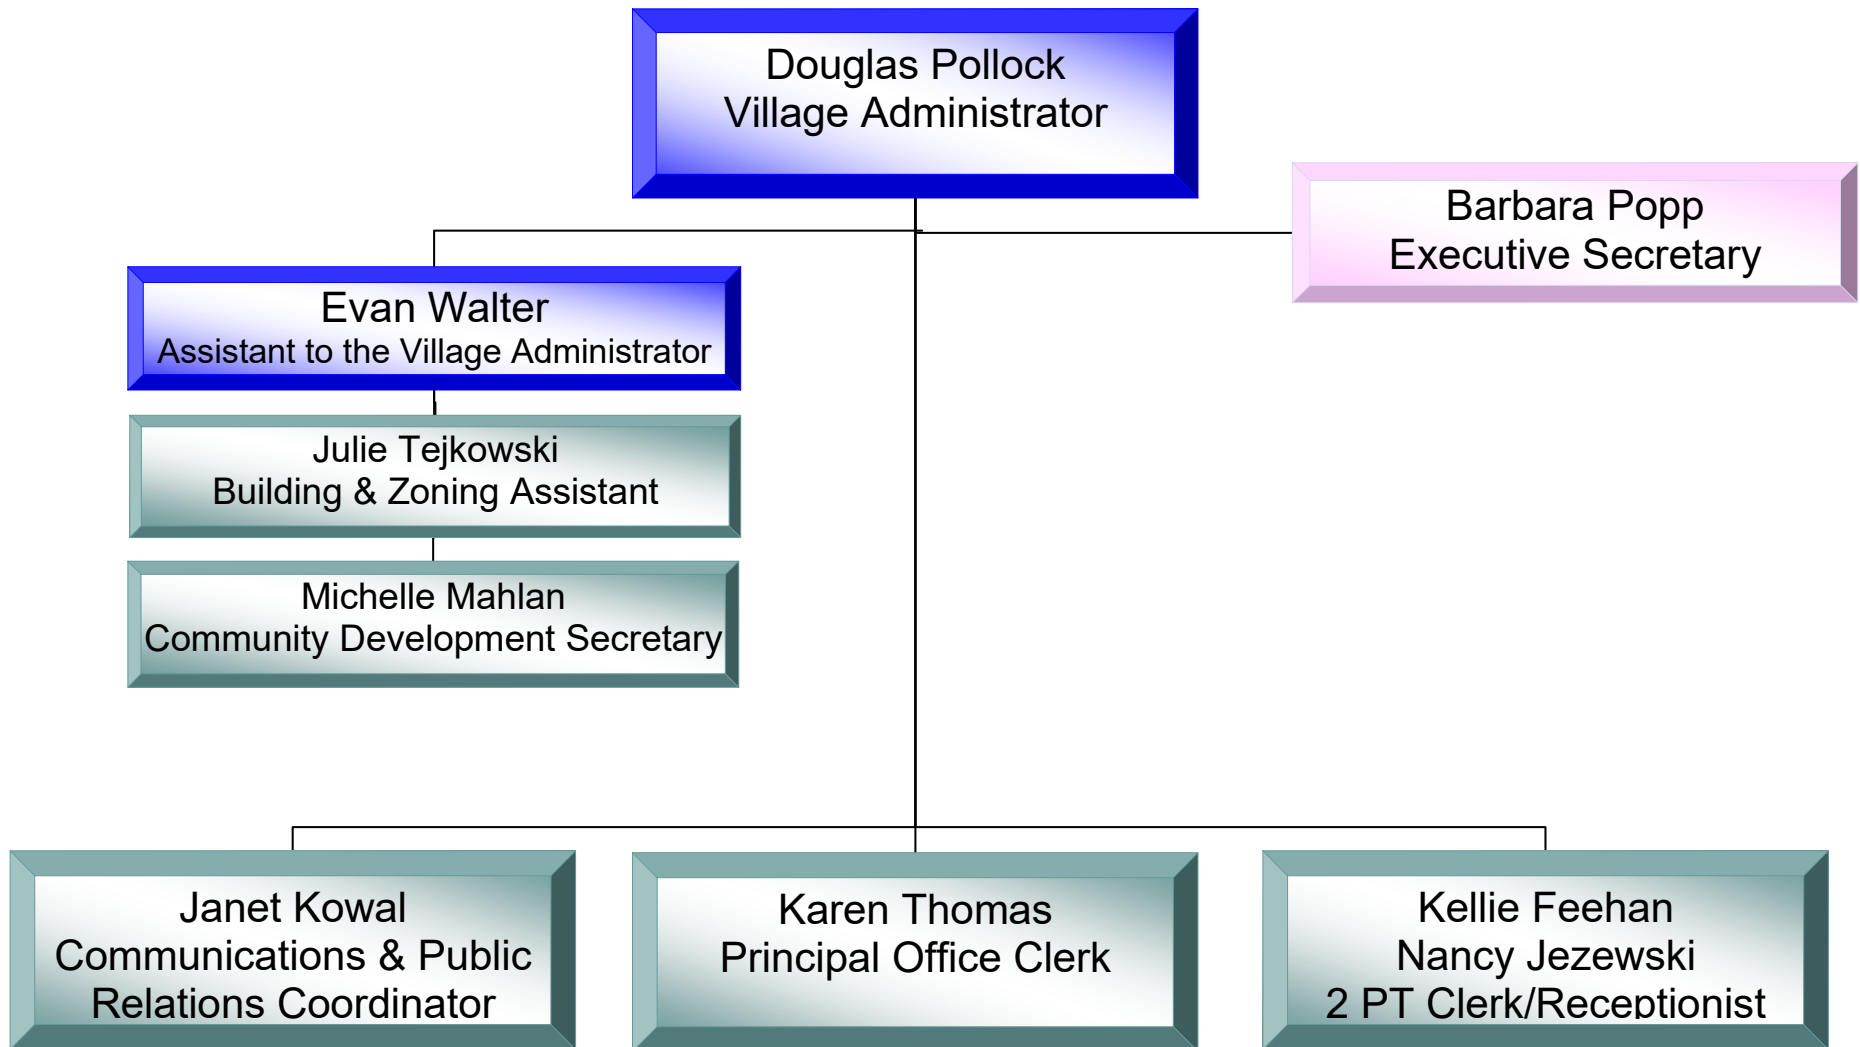 Douglas Pollock
Village Administrator
Barbara Popp
Executive Secretary
Evan Walter
Assistant to the Village Administrator
Julie Tejkowski
Building & Zoning Assistant
Michelle Mahlan
Community Development Secretary
Janet Kowal
Communications & Public
Relations Coordinator
Karen Thomas
Principal Office Clerk
Kellie Feehan
Nancy Jezewski
2 PT Clerk/Receptionist